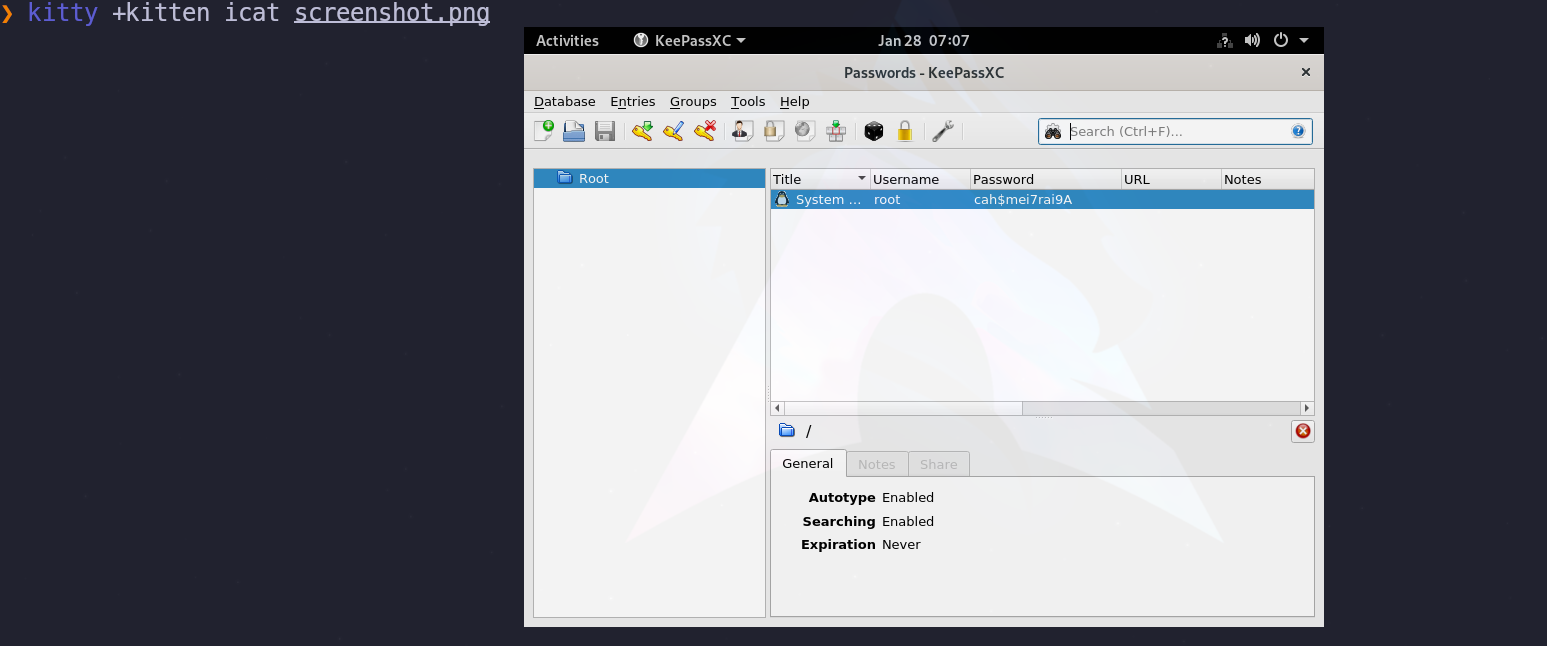 ❯ kitty +kitten icat screenshot.png
Activities KeePassXC Jan 28 07:07
Passwords - KeePassXC
Database Entries Groups Tools Help
Search (Ctrl+F)...
Root
Title Username Password URL Notes
System ... root cah$mei7rai9A
/
General Notes Share
Autotype Enabled
Searching Enabled
Expiration Never